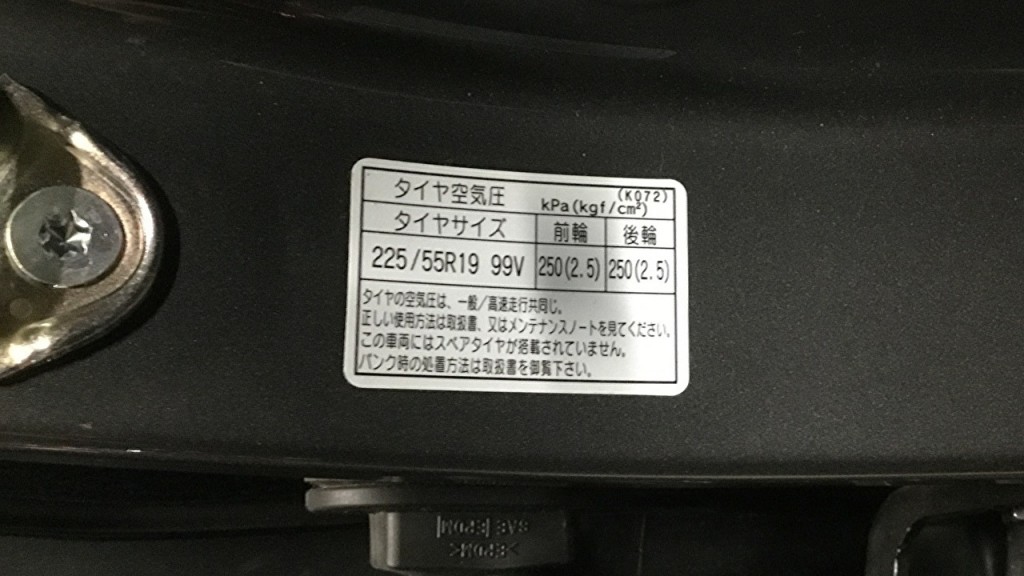 タイヤ空気圧 kPa(kgf/cm²) (K072)
タイヤサイズ 前輪 後輪
225/55R19 99V 250(2.5) 250(2.5)
タイヤの空気圧は、一般/高速走行共同じ。
正しい使用方法は取扱書、又はメンテナンスノートを見てください。
この車両にはスペアタイヤが搭載されていません。
パンク時の処置方法は取扱書を御覧下さい。
>EPDM<